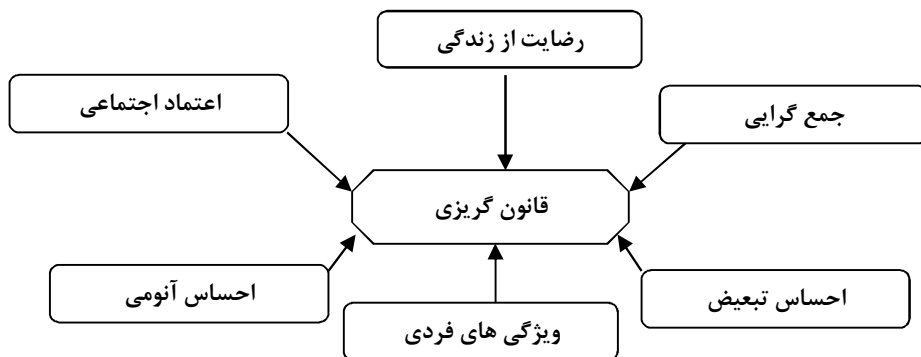 رضایت از زندگی
جمع گرایی
اعتماد اجتماعی
قانون گریزی
احساس تبعیض
احساس آنومی
ویژگی های فردی